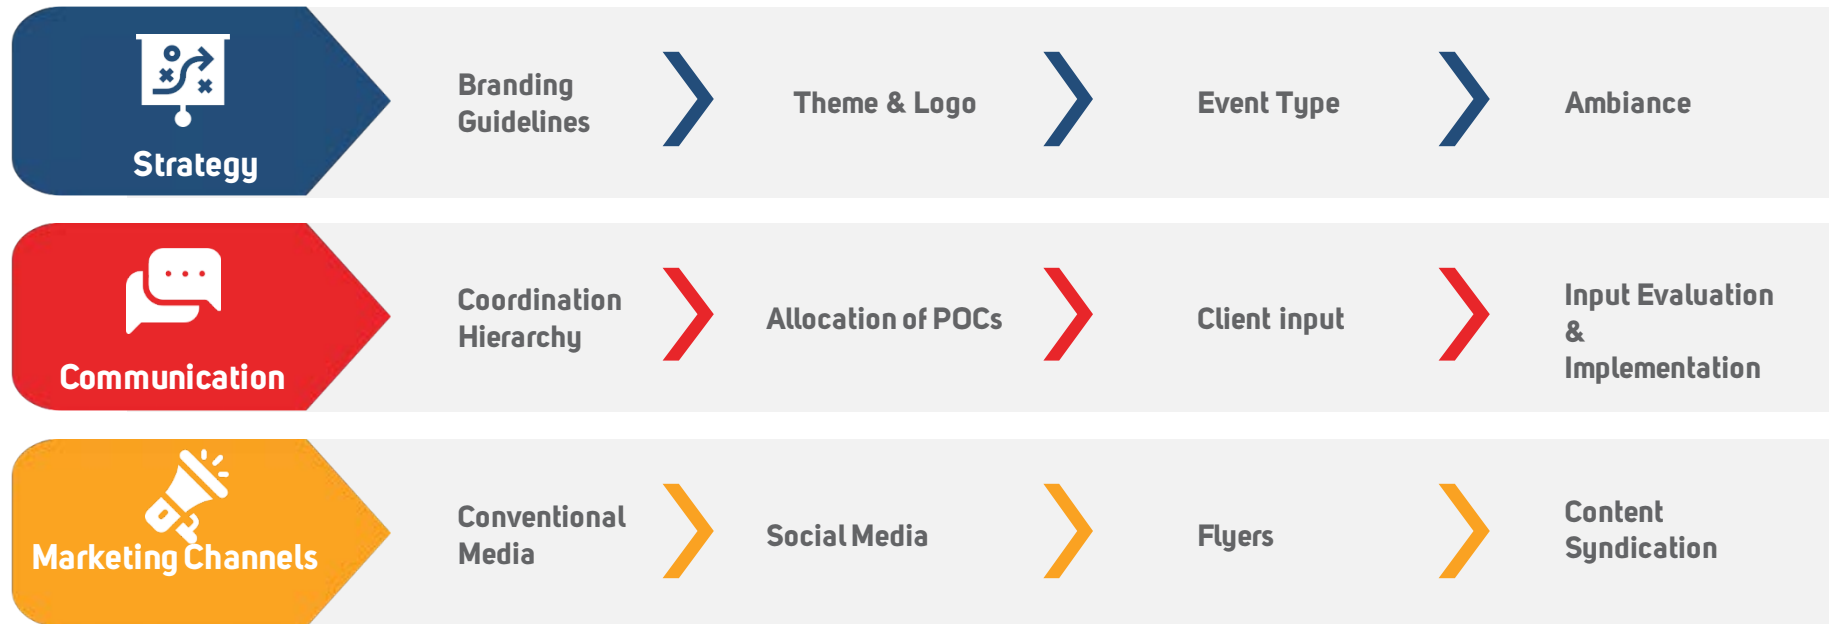 Strategy
Branding
Guidelines
Theme & Logo
Event Type
Ambiance
Communication
Coordination
Hierarchy
Allocation of POCs
Client input
Input Evaluation
&
Implementation
Marketing Channels
Conventional
Media
Social Media
Flyers
Content
Syndication